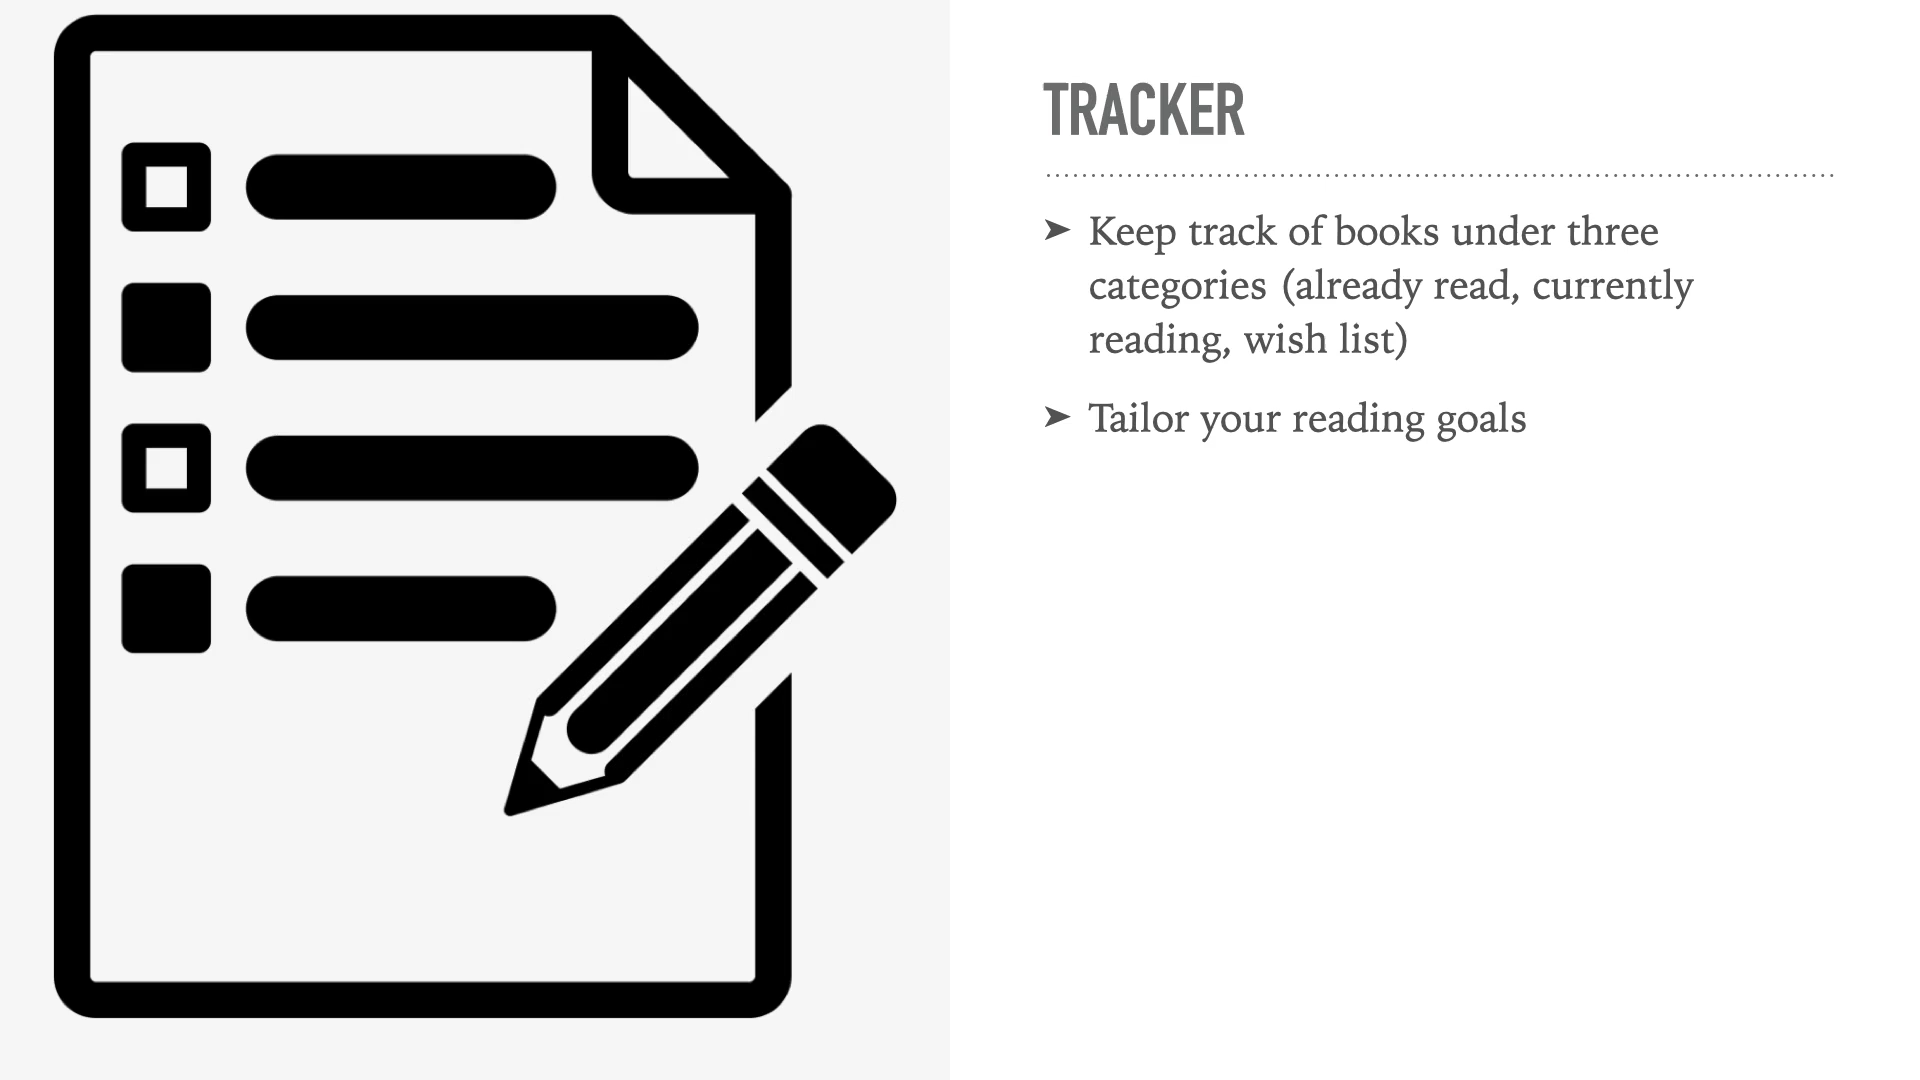 TRACKER
➤ Keep track of books under three
categories (already read, currently
reading, wish list)
➤ Tailor your reading goals